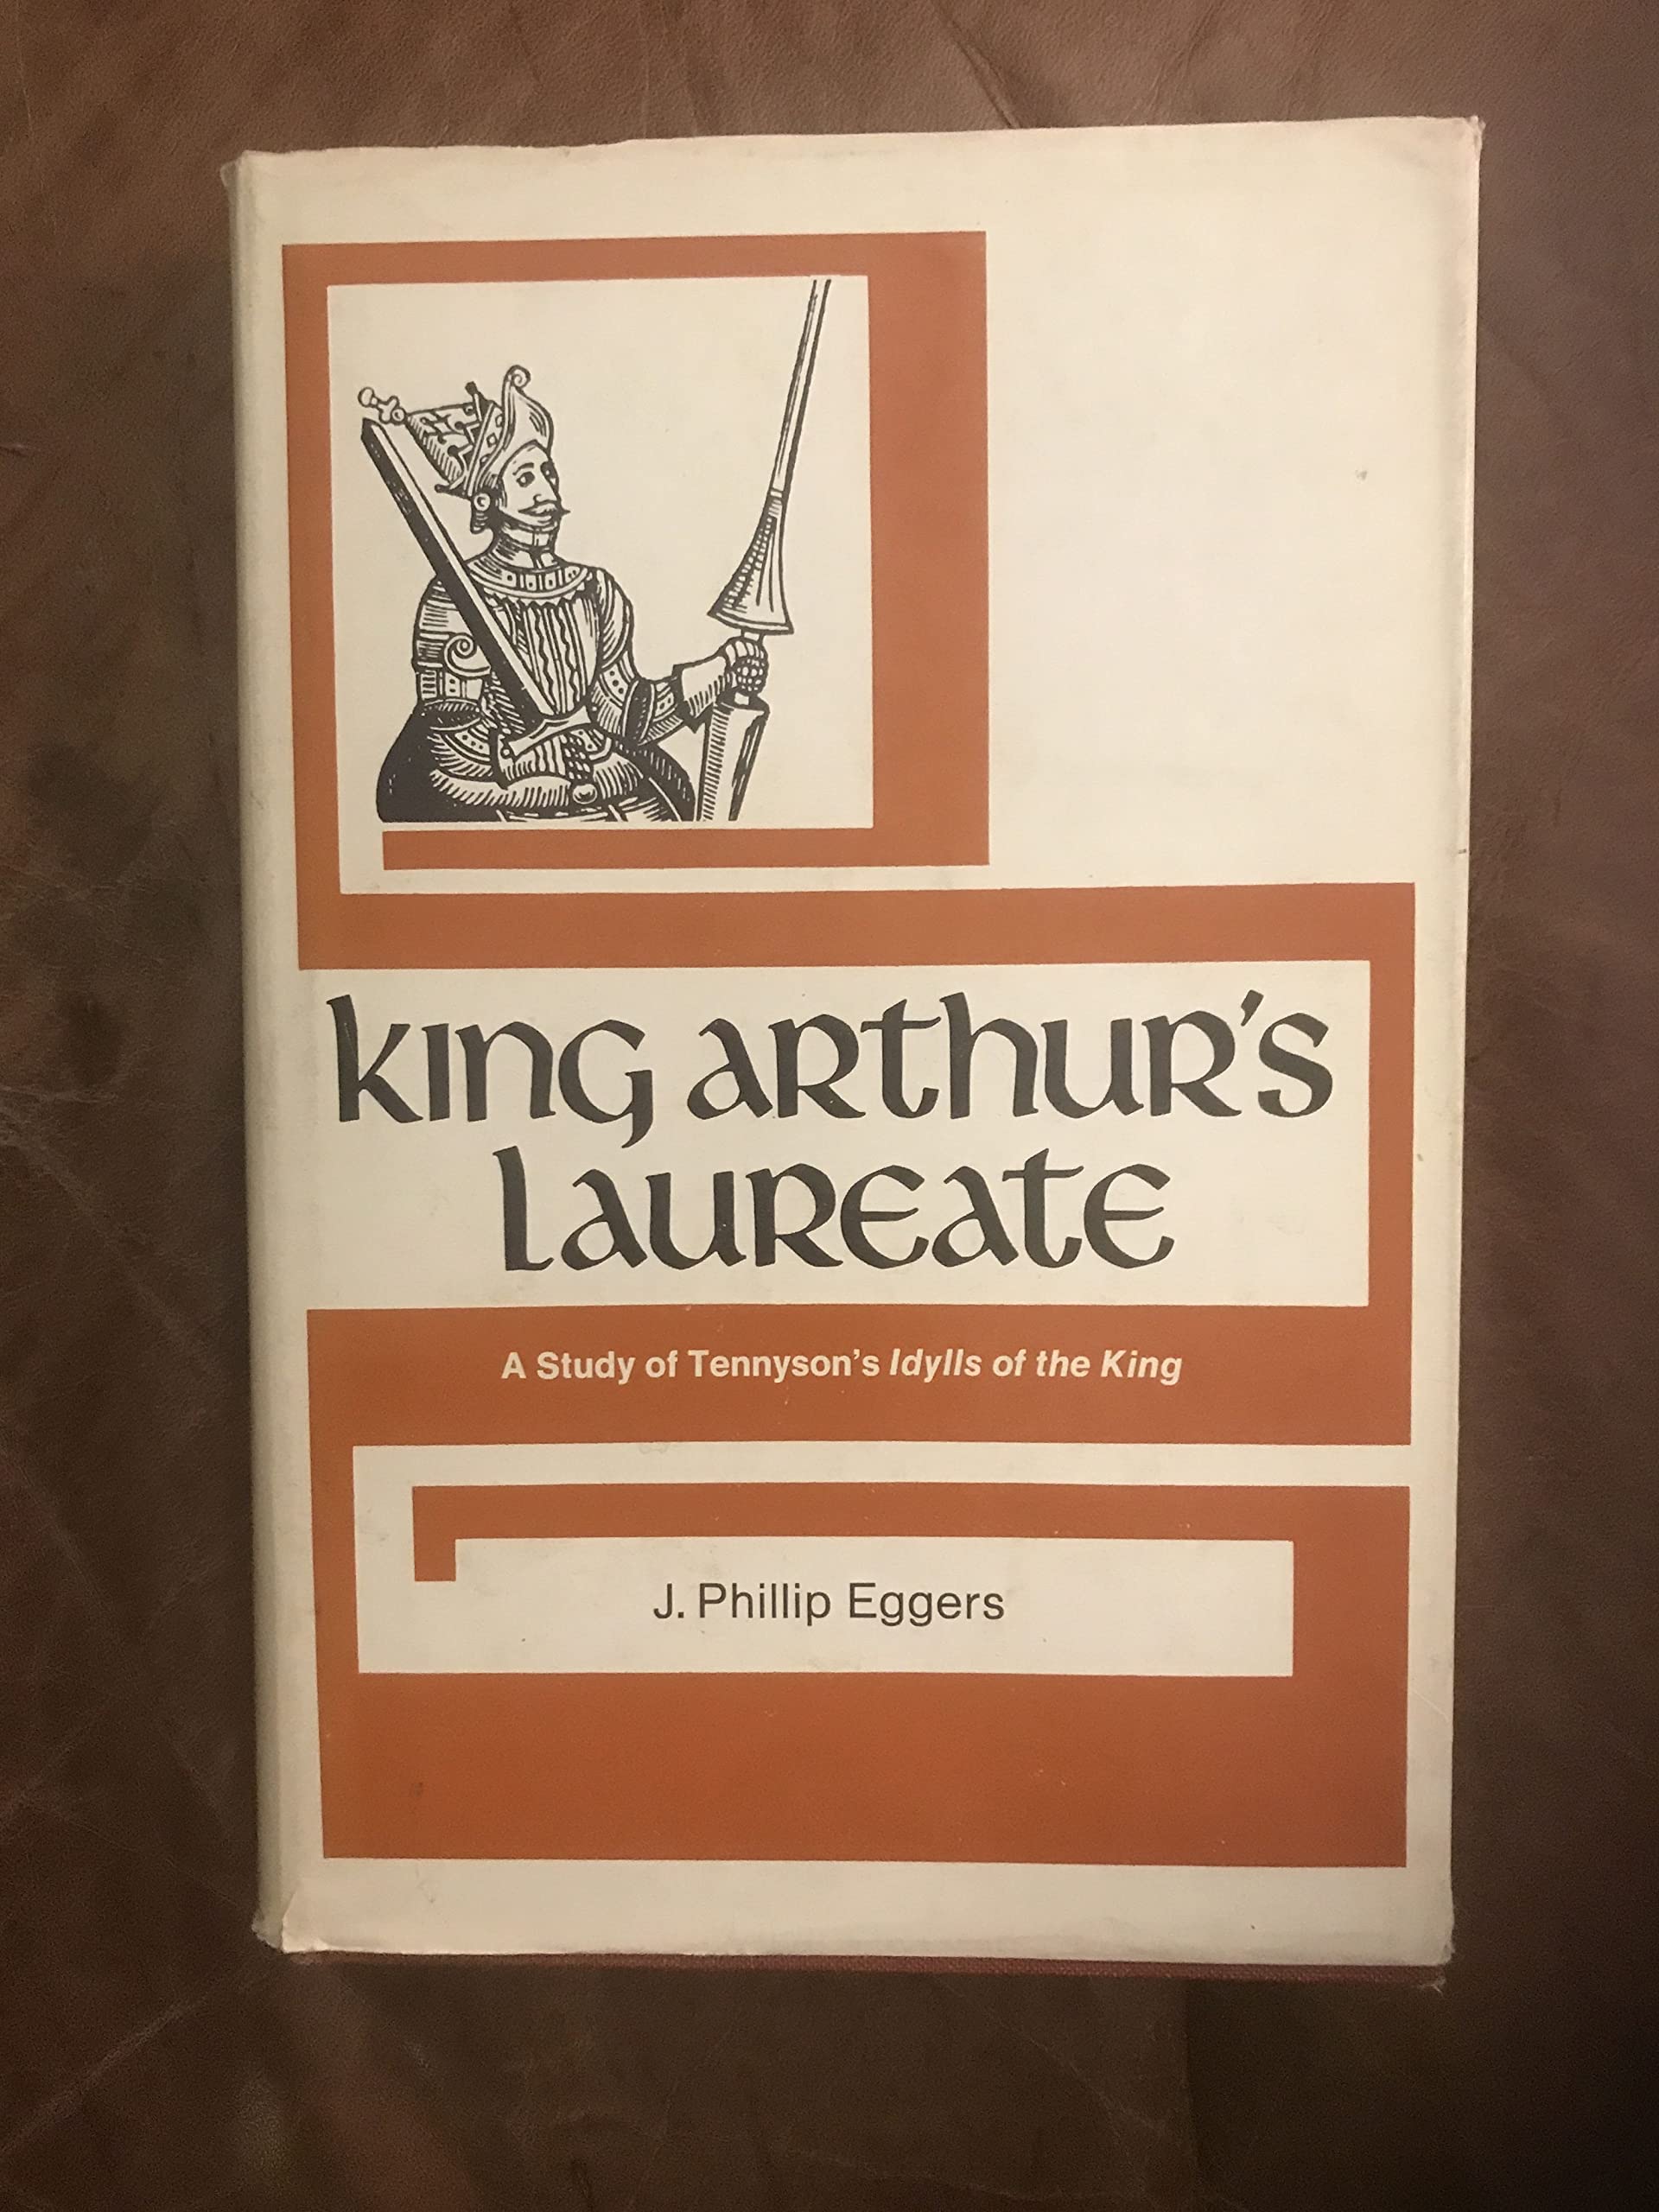 King Arthur's
Laureate
A Study of Tennyson's Idylls of the King
J. Phillip Eggers